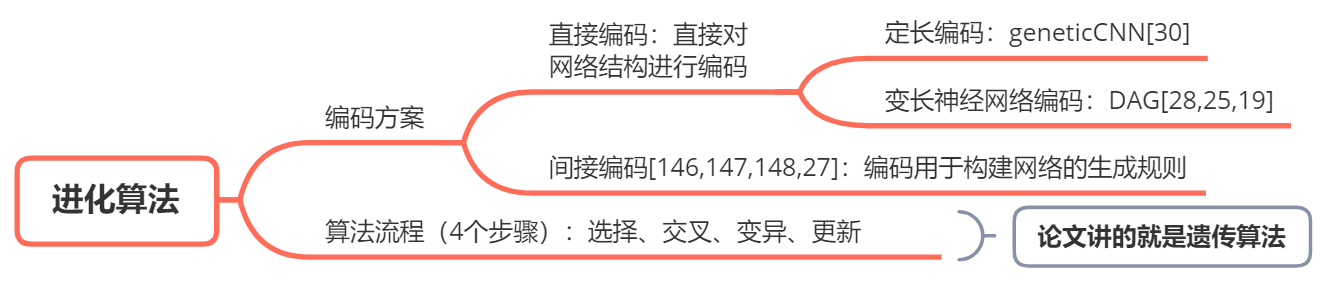 进化算法
编码方案
直接编码：直接对
网络结构进行编码
定长编码：geneticCNN[30]
变长神经网络编码：DAG[28,25,19]
间接编码[146,147,148,27]：编码用于构建网络的生成规则
算法流程（4个步骤）：选择、交叉、变异、更新
论文讲的就是遗传算法